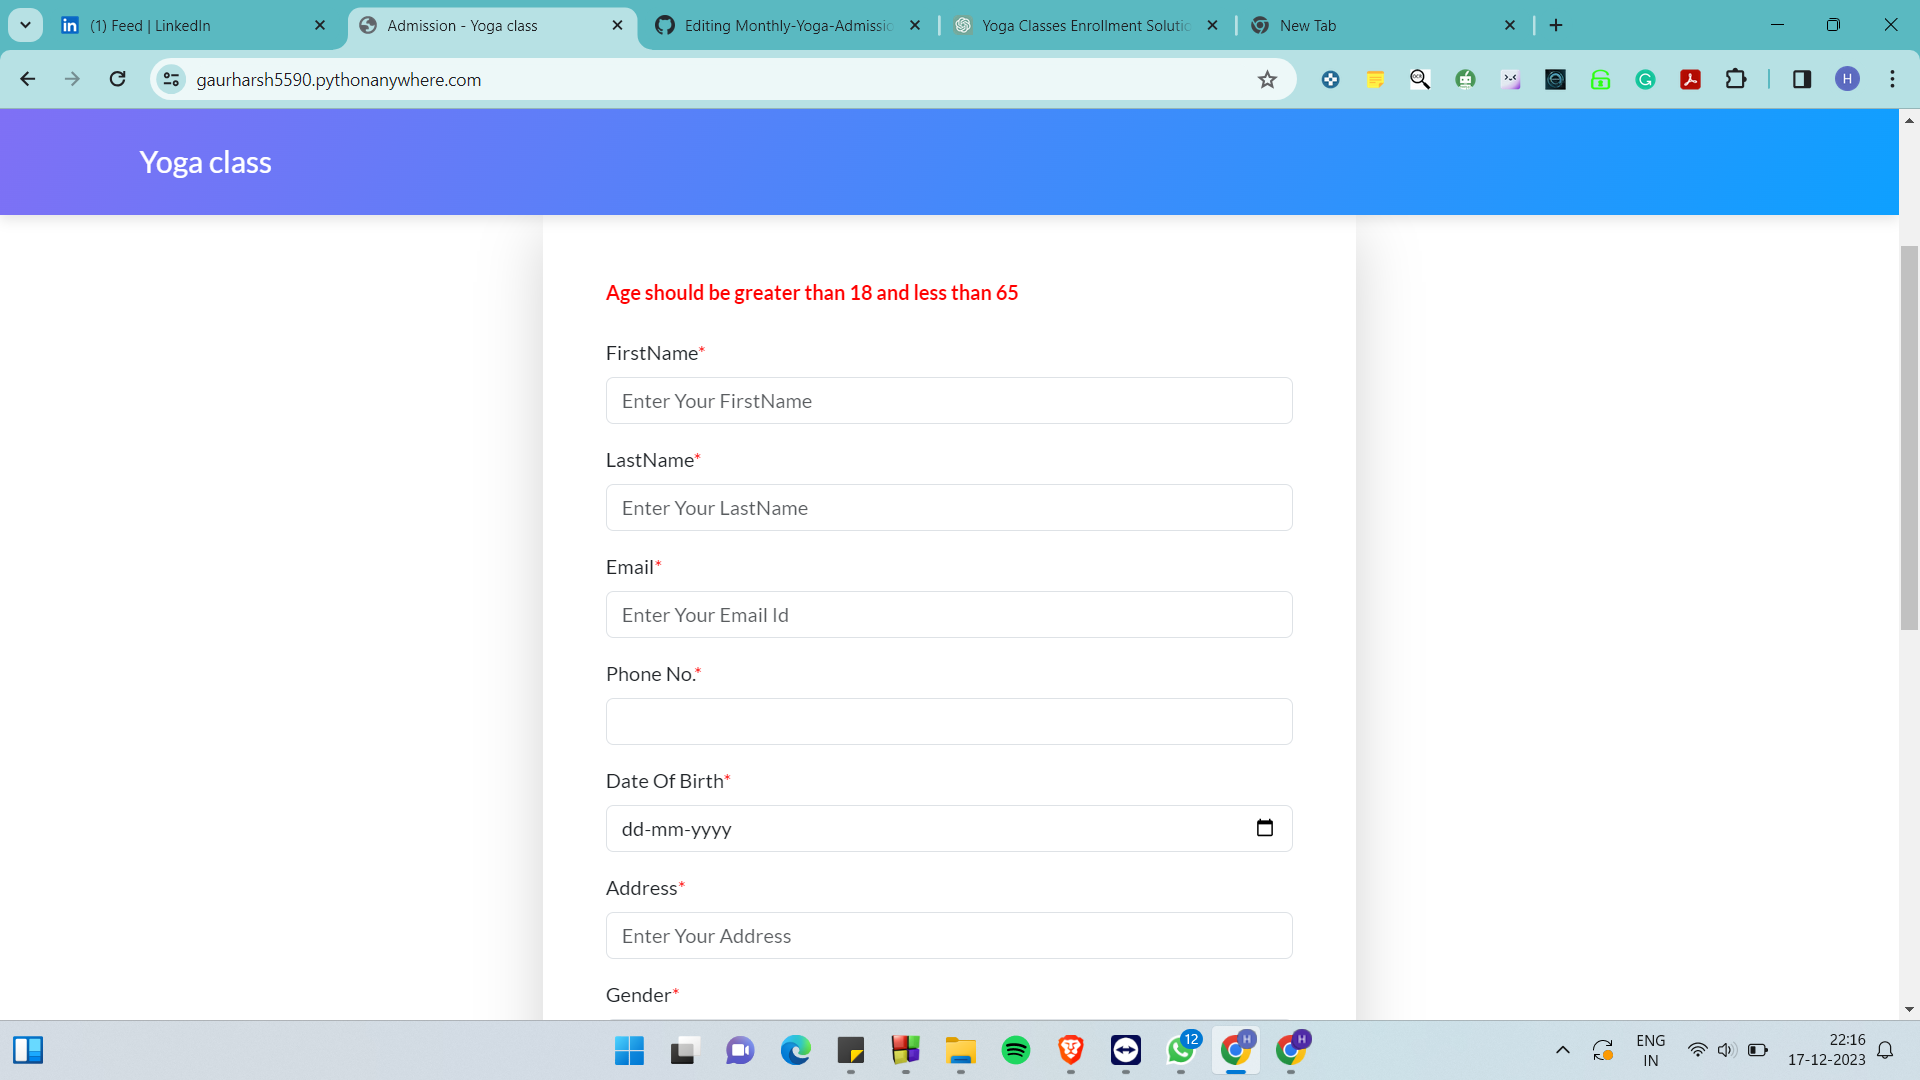 (1) Feed | LinkedIn
Admission - Yoga class
Editing Monthly-Yoga-Admissio
Yoga Classes Enrollment Solutio
New Tab
gaurharsh5590.pythonanywhere.com
H
Yoga class
Age should be greater than 18 and less than 65
FirstName*
Enter Your FirstName
LastName*
Enter Your LastName
Email*
Enter Your Email Id
Phone No.*
Date Of Birth*
dd-mm-yyyy
Address*
Enter Your Address
Gender*
12
H
H
ENG
IN
22:16
17-12-2023